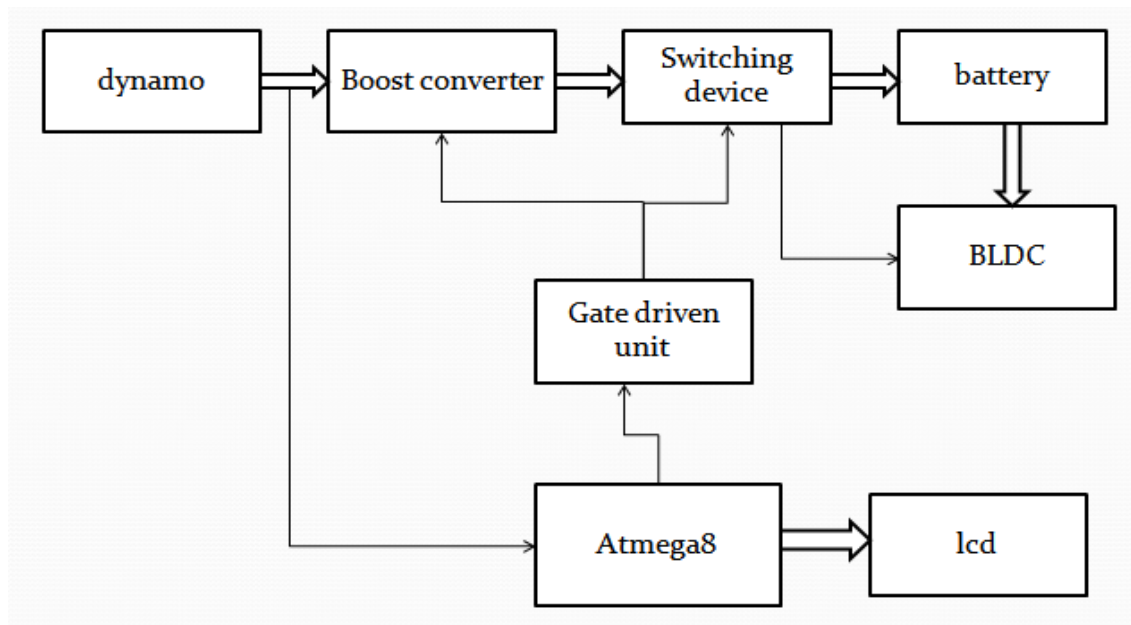 dynamo
Boost converter
Switching
device
battery
BLDC
Gate driven
unit
Atmega8
lcd